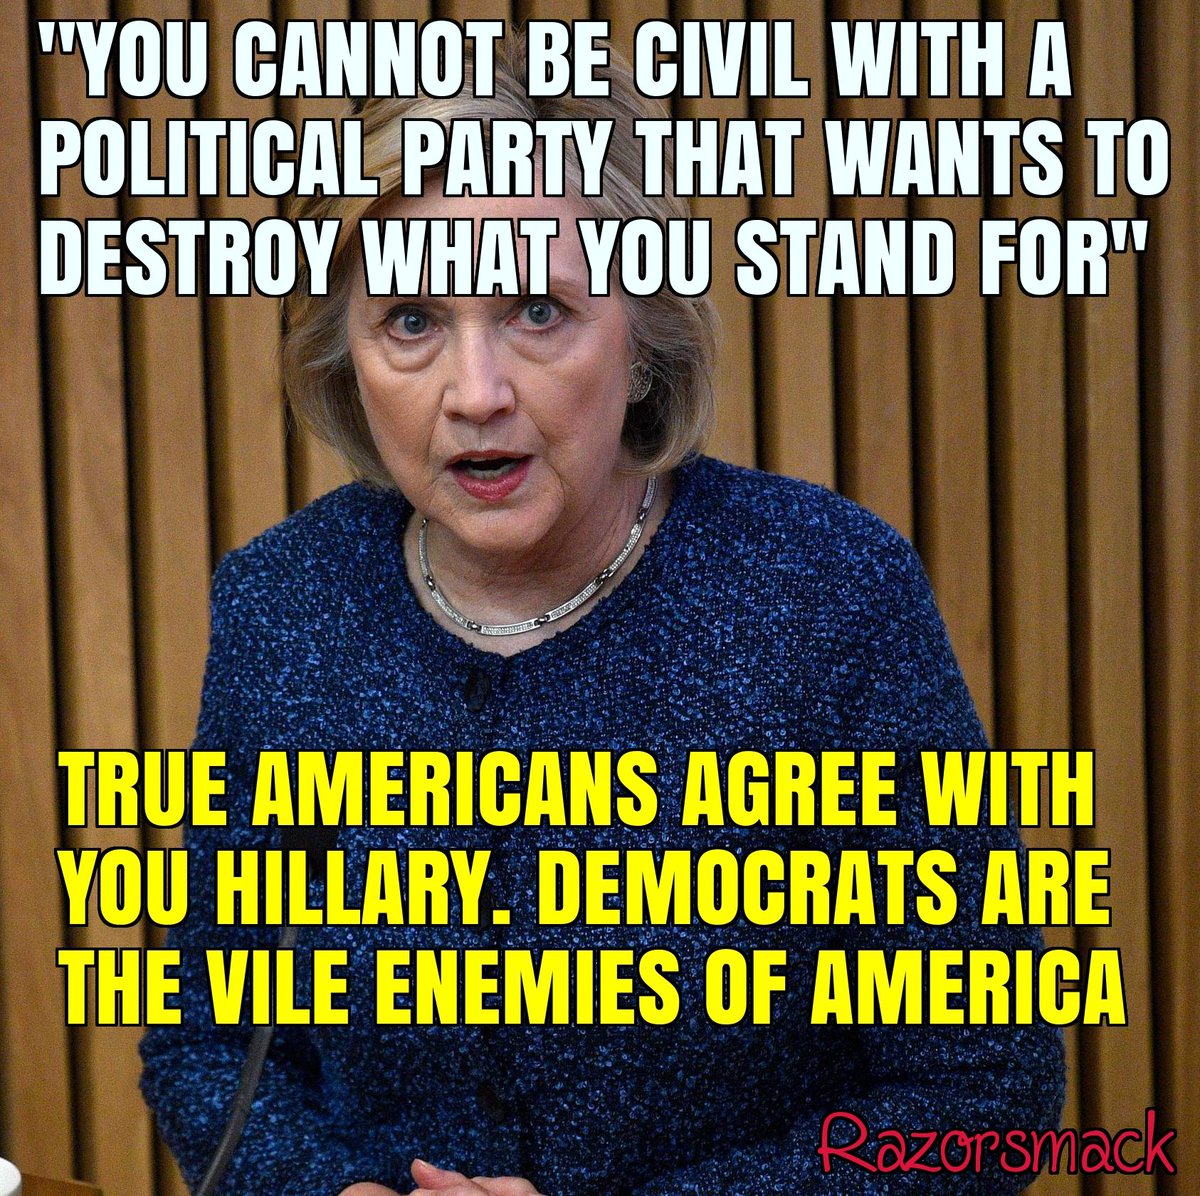 "YOU CANNOT BE CIVIL WITH A
POLITICAL PARTY THAT WANTS TO
DESTROY WHAT YOU STAND FOR"
TRUE AMERICANS AGREE WITH
YOU HILLARY. DEMOCRATS ARE
THE VILE ENEMIES OF AMERICA
Razorsmack